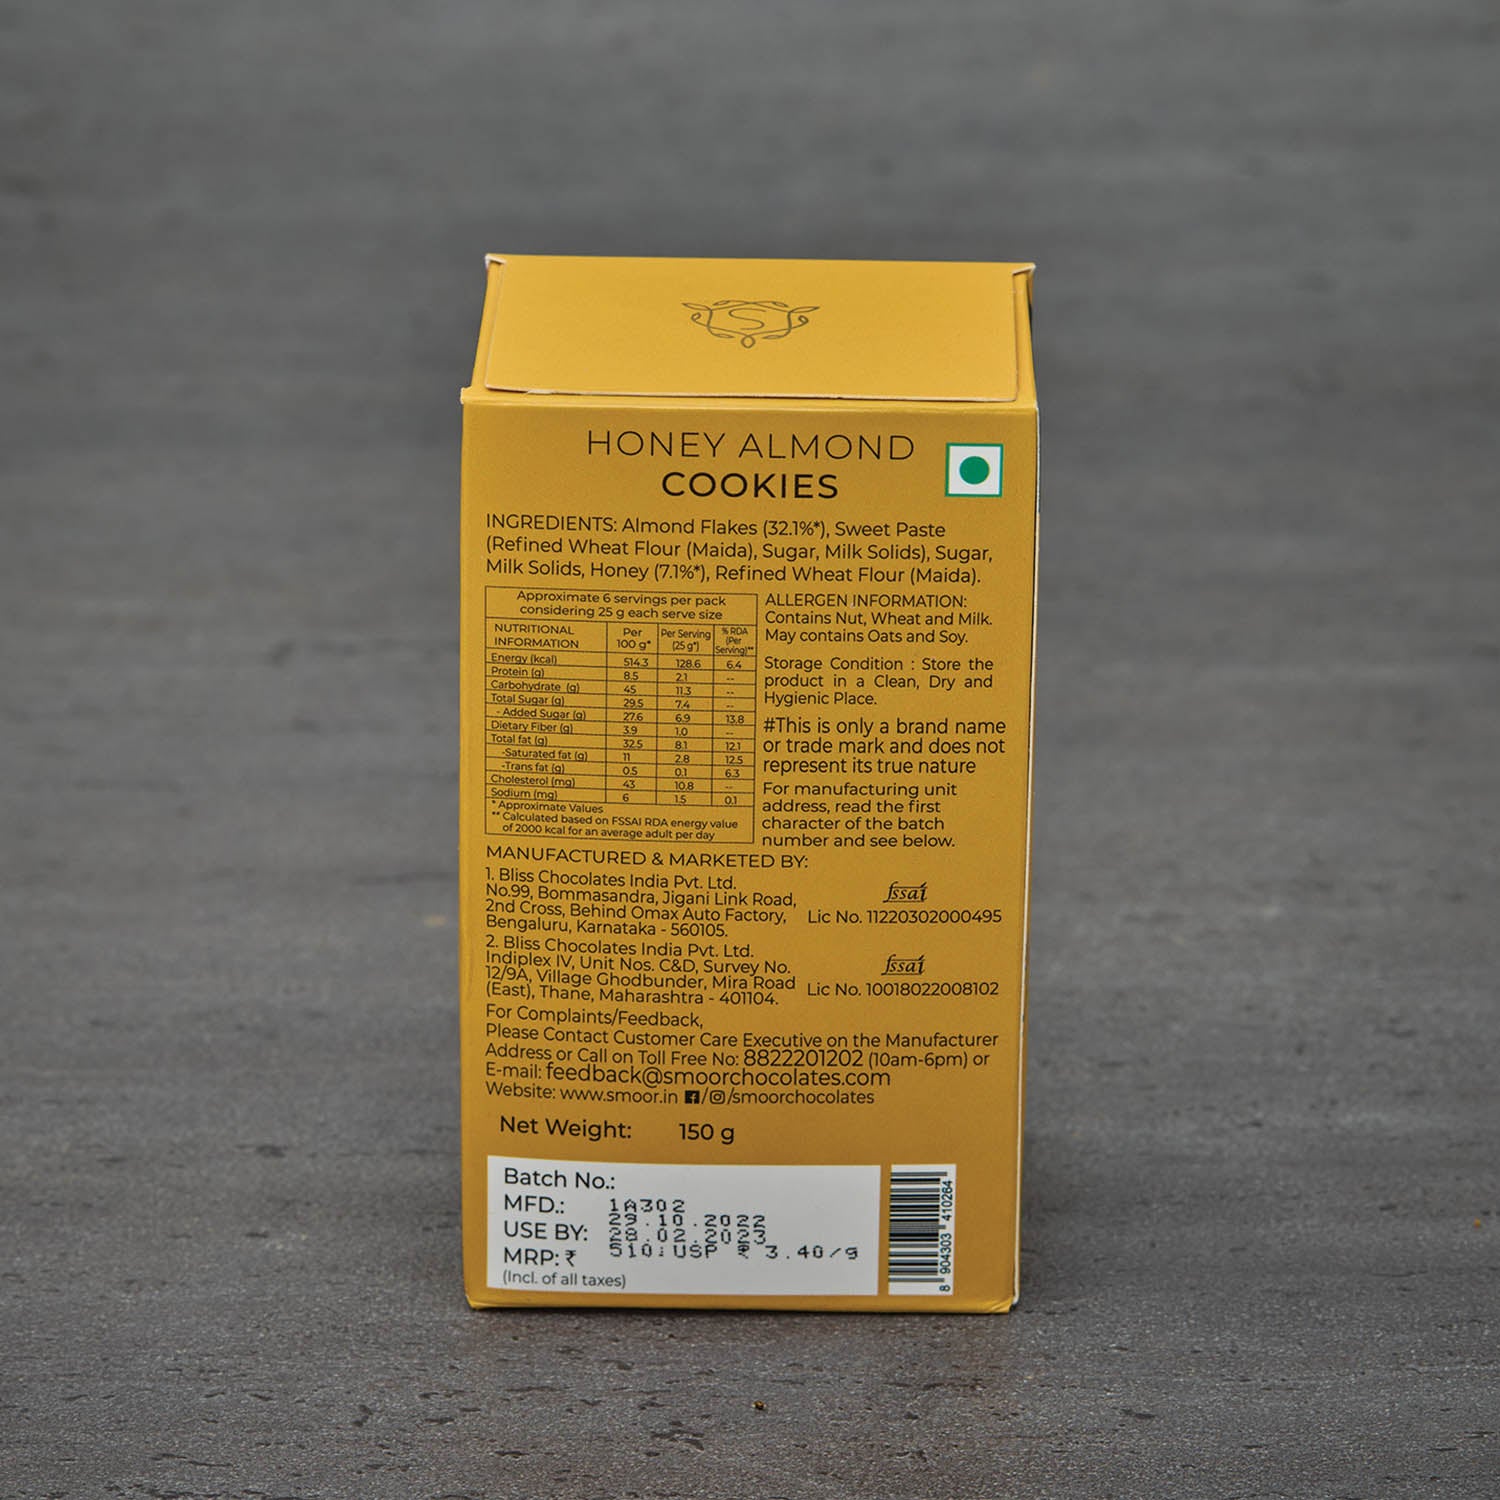 S
HONEY ALMOND
COOKIES
INGREDIENTS: Almond Flakes (32.1%*), Sweet Paste
(Refined Wheat Flour (Maida), Sugar, Milk Solids), Sugar,
Milk Solids, Honey (7.1%*), Refined Wheat Flour (Maida).
Approximate 6 servings per pack
considering 25 g each serve size
NUTRITIONAL INFORMATION Per 100 g* Per Serving (25 g*) % RDA (Per Serving)**
Energy (kcal) 514.3 128.6 6.4
Protein (g) 8.5 2.1 --
Carbohydrate (g) 45 11.3 --
Total Sugar (g) 29.5 7.4 --
- Added Sugar (g) 27.6 6.9 13.8
Dietary Fiber (g) 3.9 1.0 --
Total fat (g) 32.5 8.1 12.1
-Saturated fat (g) 11 2.8 12.5
-Trans fat (g) 0.5 0.1 6.3
Cholesterol (mg) 43 10.8 --
Sodium (mg) 6 1.5 0.1
* Approximate Values
** Calculated based on FSSAI RDA energy value
of 2000 kcal for an average adult per day
ALLERGEN INFORMATION:
Contains Nut, Wheat and Milk.
May contains Oats and Soy.
Storage Condition : Store the
product in a Clean, Dry and
Hygienic Place.
#This is only a brand name
or trade mark and does not
represent its true nature
For manufacturing unit
address, read the first
character of the batch
number and see below.
MANUFACTURED & MARKETED BY:
1. Bliss Chocolates India Pvt. Ltd.
No.99, Bommasandra, Jigani Link Road,
2nd Cross, Behind Omax Auto Factory,
Bengaluru, Karnataka - 560105.
fssai
Lic No. 11220302000495
2. Bliss Chocolates India Pvt. Ltd.
Indiplex IV, Unit Nos. C&D, Survey No.
12/9A, Village Ghodbunder, Mira Road
(East), Thane, Maharashtra - 401104.
fssai
Lic No. 10018022008102
For Complaints/Feedback,
Please Contact Customer Care Executive on the Manufacturer
Address or Call on Toll Free No: 8822201202 (10am-6pm) or
E-mail: feedback@smoorchocolates.com
Website: www.smoor.in /smoorchocolates
Net Weight: 150 g
Batch No.: 1A302
MFD.: 29.10.2022
USE BY: 28.02.2023
MRP: ₹ 510; USP ₹ 3.40/g
(Incl. of all taxes)
8 904303 410264